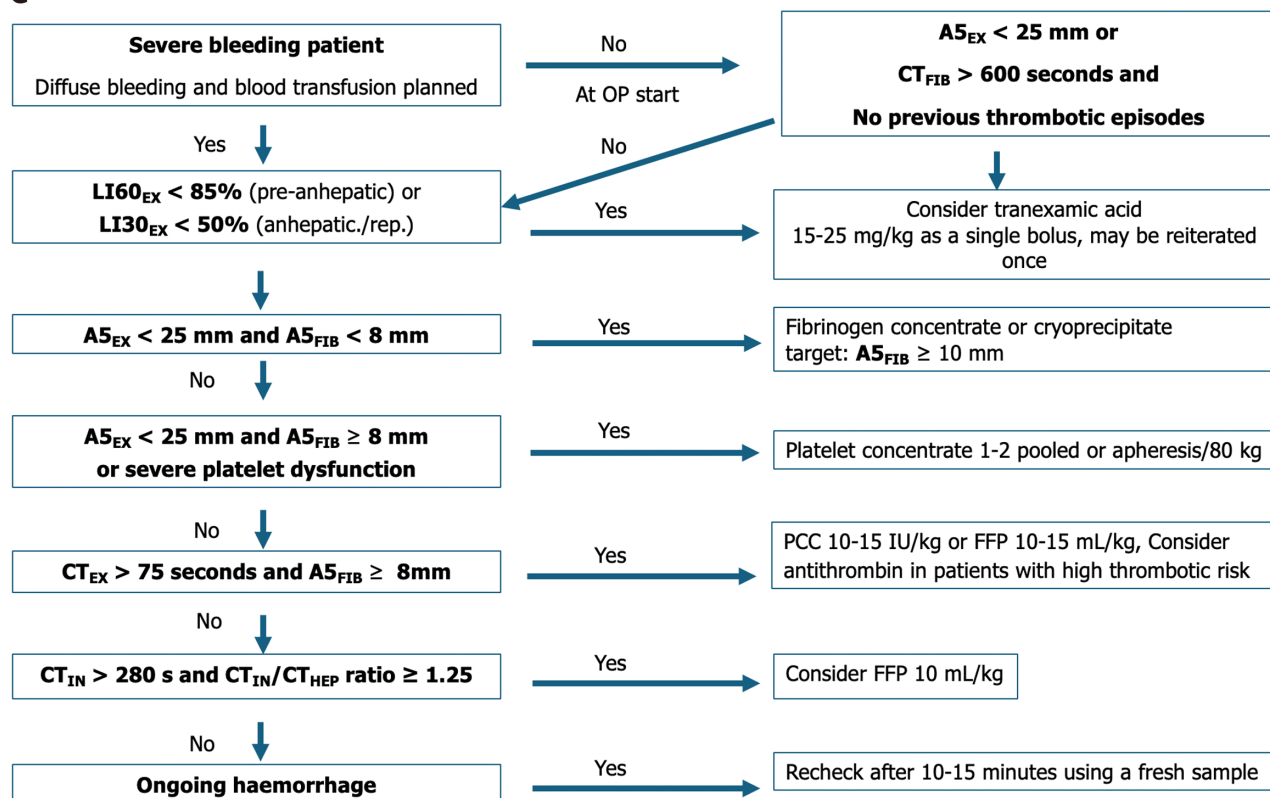 Severe bleeding patient
Diffuse bleeding and blood transfusion planned
No
At OP start
A5EX < 25 mm or
CTFIB > 600 seconds and
No previous thrombotic episodes
Yes
No
LI60EX < 85% (pre-anhepatic) or
LI30EX < 50% (anhepatic./rep.)
Yes
Consider tranexamic acid
15-25 mg/kg as a single bolus, may be reiterated
once
A5EX < 25 mm and A5FIB < 8 mm
Yes
Fibrinogen concentrate or cryoprecipitate
target: A5FIB ≥ 10 mm
No
A5EX < 25 mm and A5FIB ≥ 8 mm
or severe platelet dysfunction
Yes
Platelet concentrate 1-2 pooled or apheresis/80 kg
No
CTEX > 75 seconds and A5FIB ≥ 8mm
Yes
PCC 10-15 IU/kg or FFP 10-15 mL/kg, Consider
antithrombin in patients with high thrombotic risk
No
CTIN > 280 s and CTIN/CTHEP ratio ≥ 1.25
Yes
Consider FFP 10 mL/kg
No
Ongoing haemorrhage
Yes
Recheck after 10-15 minutes using a fresh sample